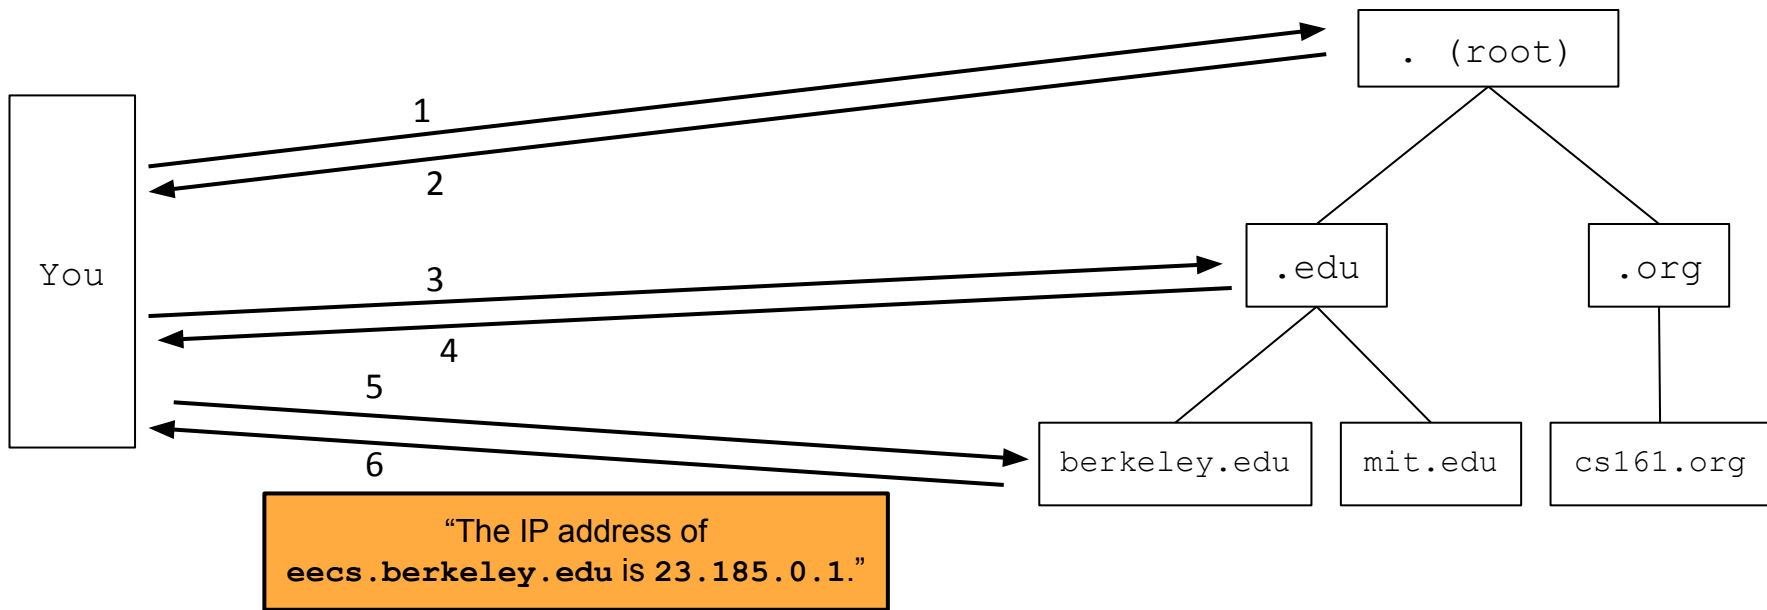 . (root)
1
2
You
3
.edu
.org
4
5
6
berkeley.edu
mit.edu
cs161.org
“The IP address of
eecs.berkeley.edu is 23.185.0.1.”